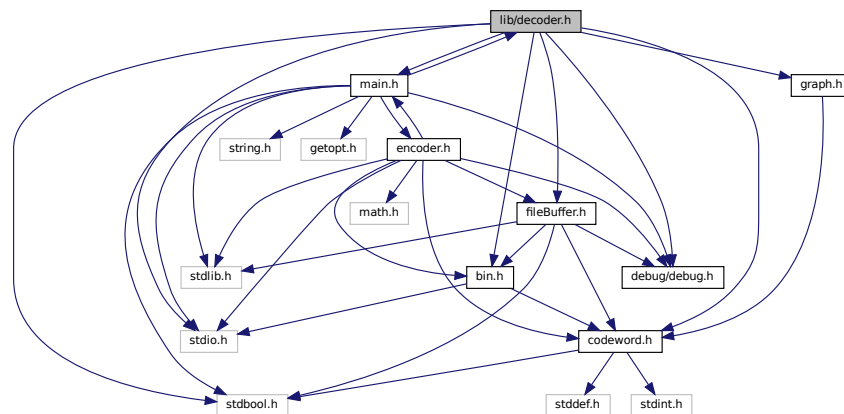 lib/decoder.h
main.h
graph.h
string.h
getopt.h
encoder.h
math.h
fileBuffer.h
stdlib.h
bin.h
debug/debug.h
stdio.h
codeword.h
stdbool.h
stddef.h
stdint.h